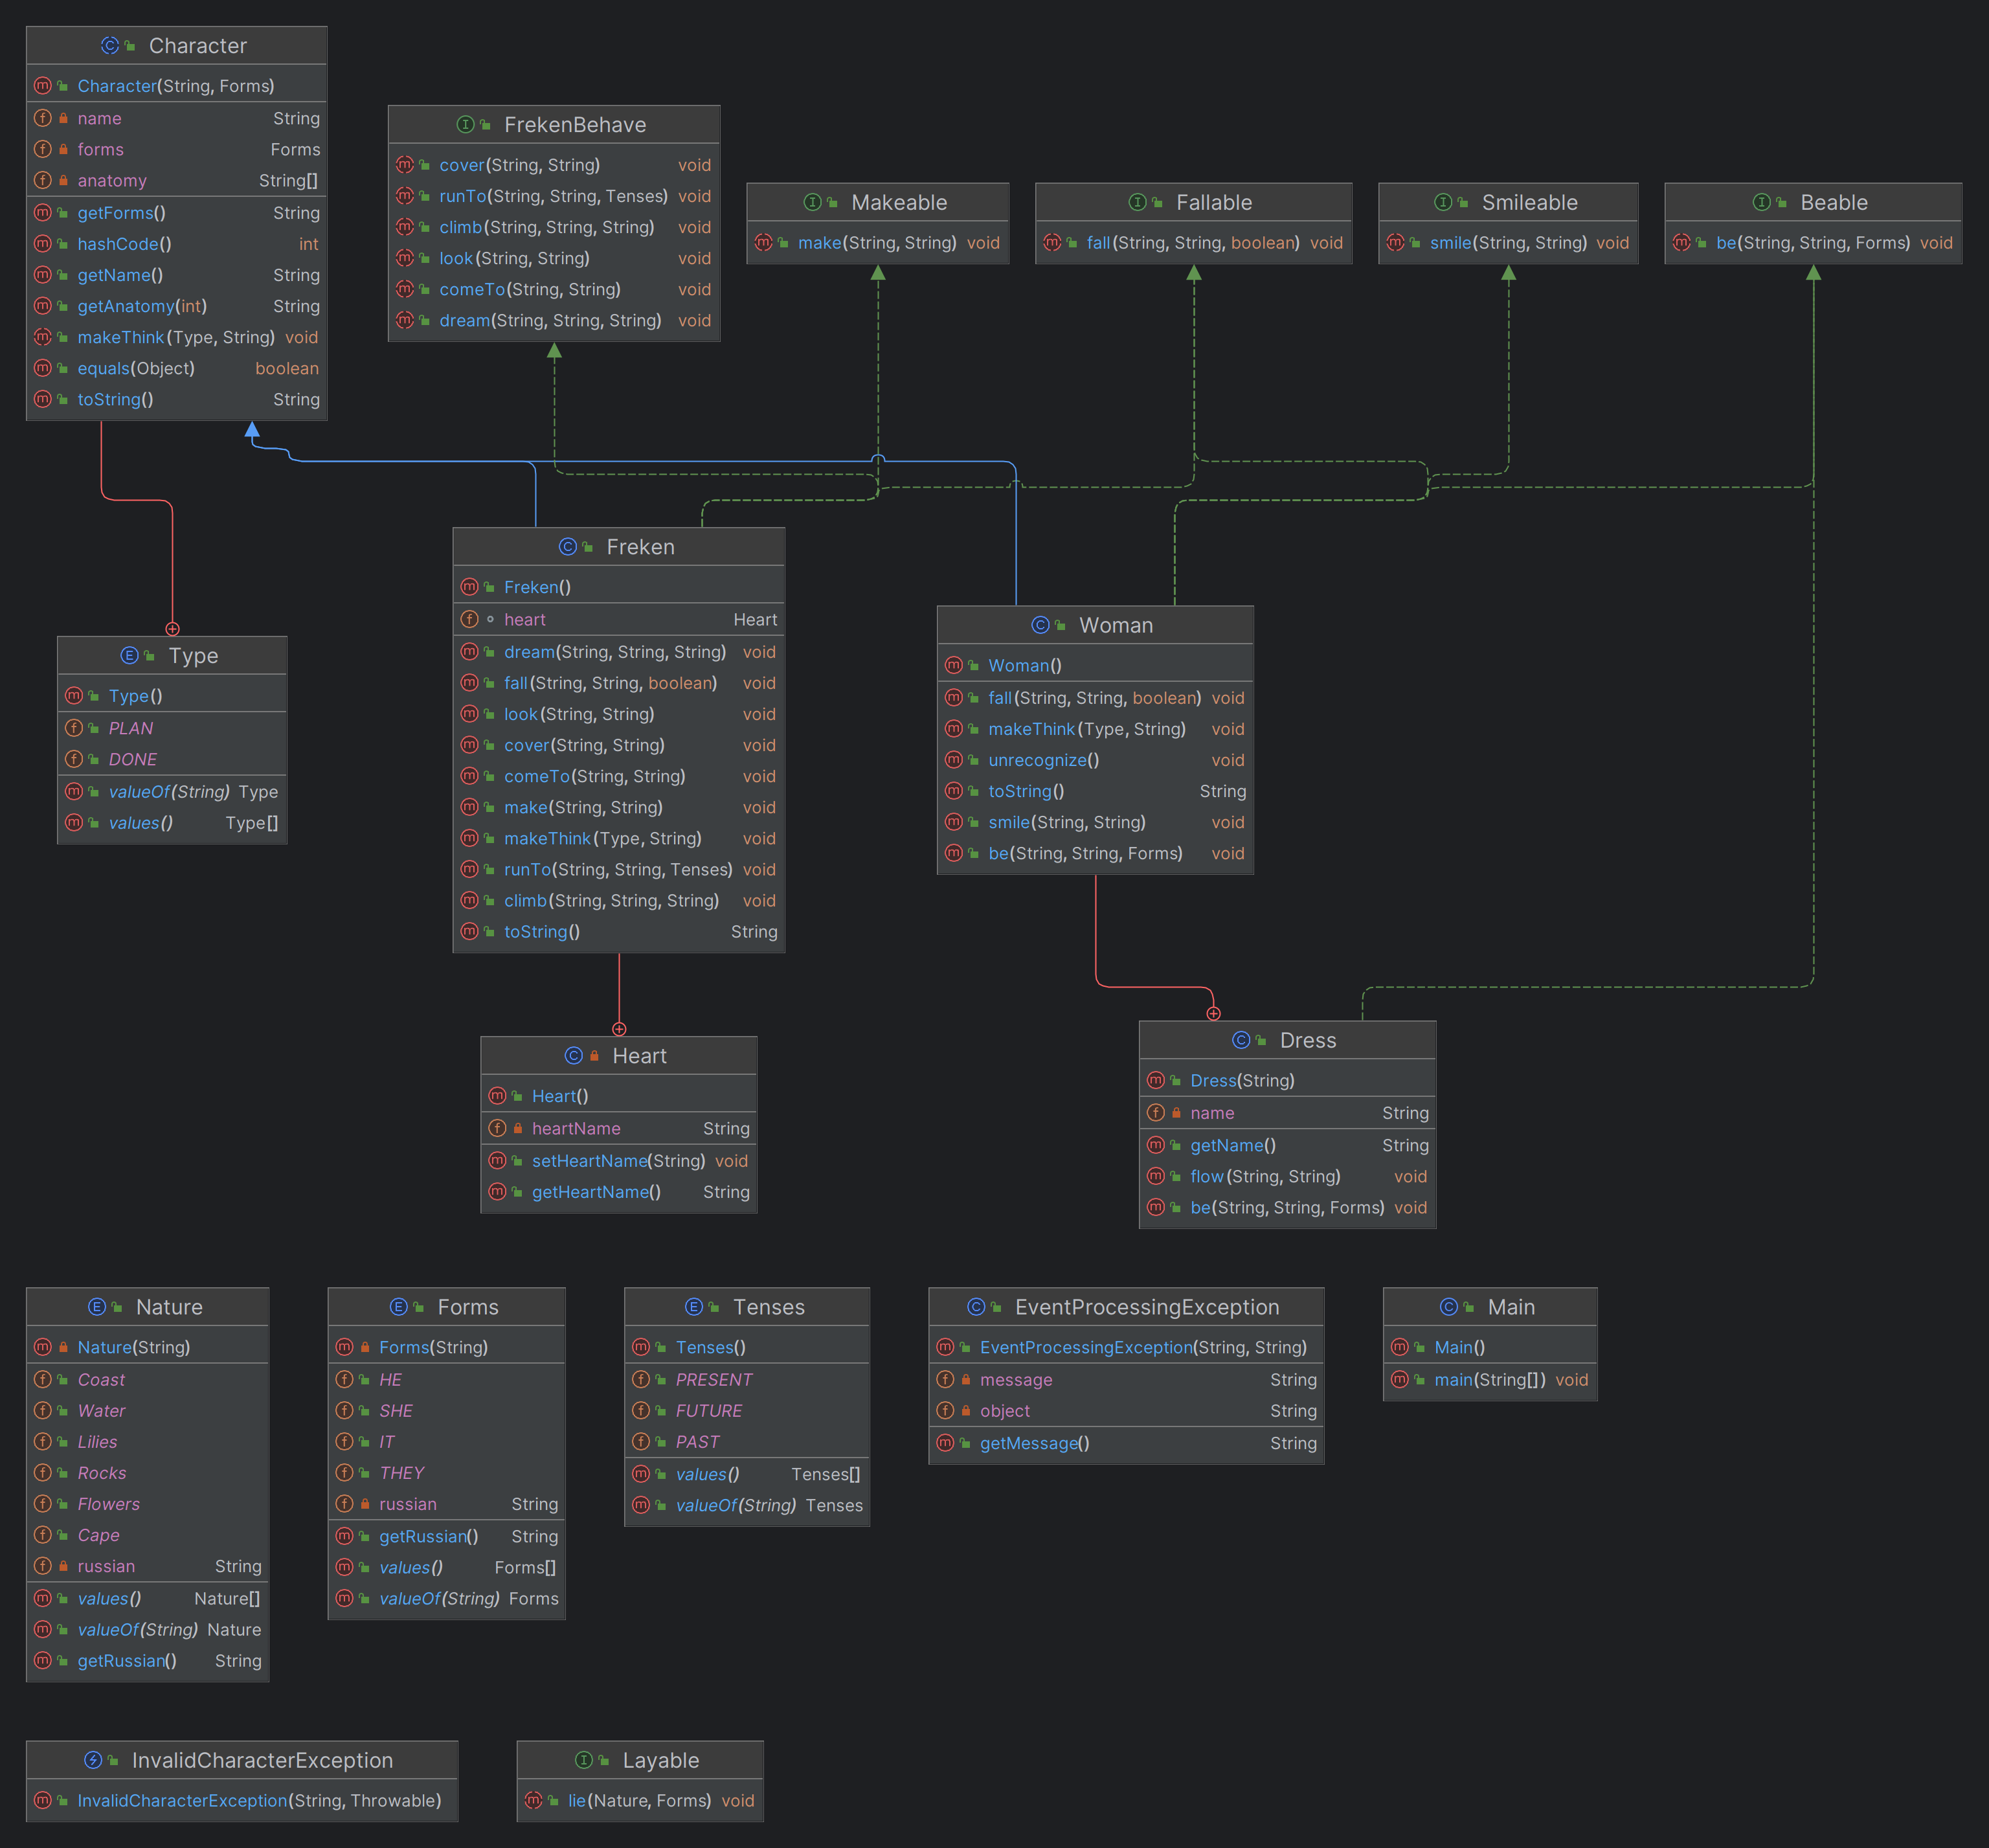 Character
Character(String, Forms)
name String
forms Forms
anatomy String[]
getForms() String
hashCode() int
getName() String
getAnatomy(int) String
makeThink(Type, String) void
equals(Object) boolean
toString() String
FrekenBehave
cover(String, String) void
runTo(String, String, Tenses) void
climb(String, String, String) void
look(String, String) void
comeTo(String, String) void
dream(String, String, String) void
Makeable
make(String, String) void
Fallable
fall(String, String, boolean) void
Smileable
smile(String, String) void
Beable
be(String, String, Forms) void
Type
Type()
PLAN
DONE
valueOf(String) Type
values() Type[]
Freken
Freken()
heart Heart
dream(String, String, String) void
fall(String, String, boolean) void
look(String, String) void
cover(String, String) void
comeTo(String, String) void
make(String, String) void
makeThink(Type, String) void
runTo(String, String, Tenses) void
climb(String, String, String) void
toString() String
Woman
Woman()
fall(String, String, boolean) void
makeThink(Type, String) void
unrecognize() void
toString() String
smile(String, String) void
be(String, String, Forms) void
Heart
Heart()
heartName String
setHeartName(String) void
getHeartName() String
Dress
Dress(String)
name String
getName() String
flow(String, String) void
be(String, String, Forms) void
Nature
Nature(String)
Coast
Water
Lilies
Rocks
Flowers
Cape
russian String
values() Nature[]
valueOf(String) Nature
getRussian() String
Forms
Forms(String)
HE
SHE
IT
THEY
russian String
getRussian() String
values() Forms[]
valueOf(String) Forms
Tenses
Tenses()
PRESENT
FUTURE
PAST
values() Tenses[]
valueOf(String) Tenses
EventProcessingException
EventProcessingException(String, String)
message String
object String
getMessage() String
Main
Main()
main(String[]) void
InvalidCharacterException
InvalidCharacterException(String, Throwable)
Layable
lie(Nature, Forms) void